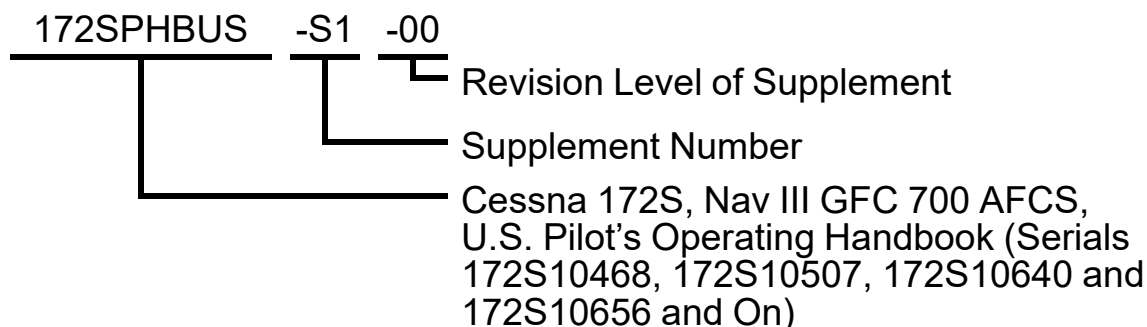 172SPHBUS -S1 -00
Revision Level of Supplement
Supplement Number
Cessna 172S, Nav III GFC 700 AFCS,
U.S. Pilot's Operating Handbook (Serials
172S10468, 172S10507, 172S10640 and
172S10656 and On)